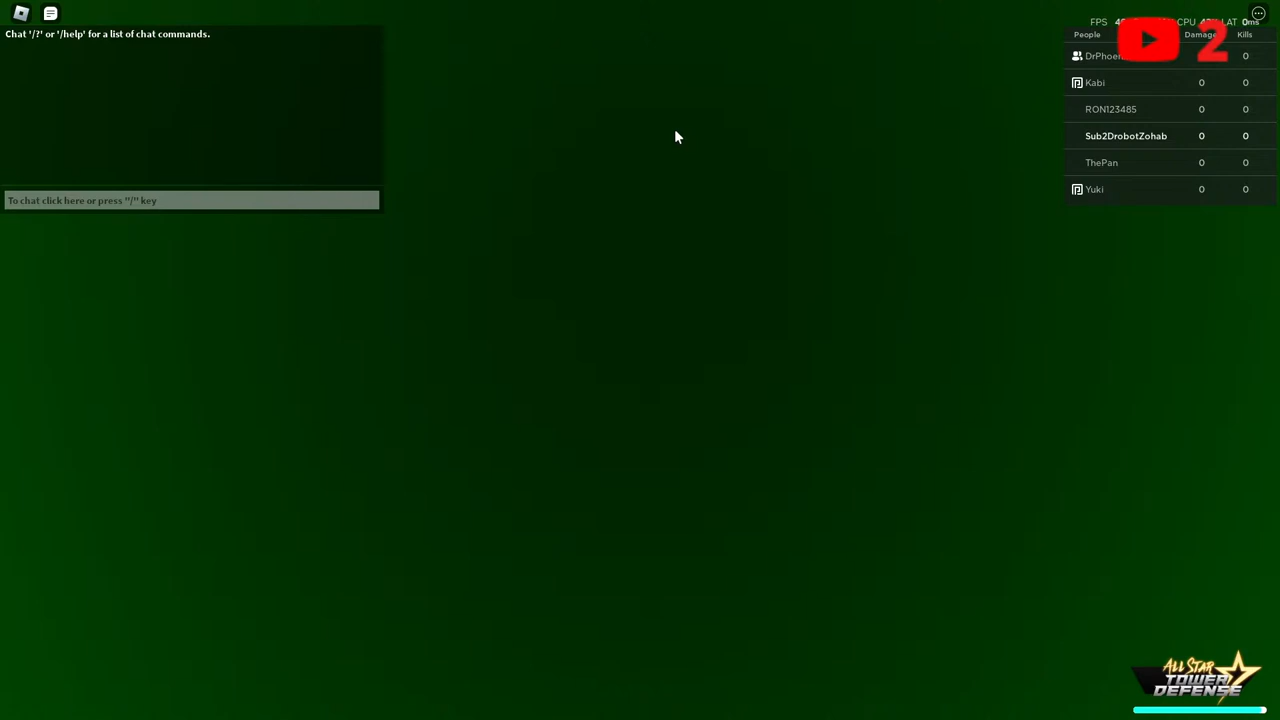 FPS CPU LAT 0ms
2
People Damage Kills
0
Kabi 0 0
RON123485 0 0
Sub2DrobotZohab 0 0
ThePan 0 0
Yuki 0 0
Chat '/?' or '/help' for a list of chat commands.
To chat click here or press "/" key
ALL STAR
TOWER
DEFENSE